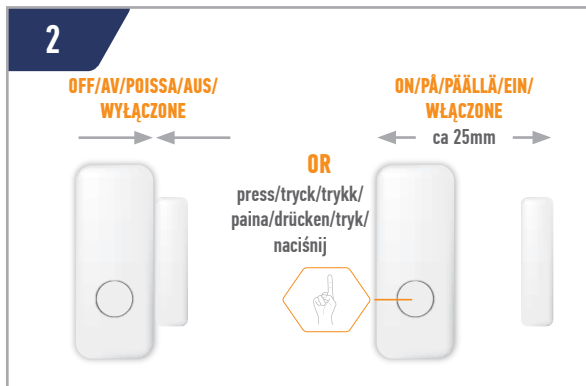 2
OFF/AV/POISSA/AUS/
WYŁĄCZONE
ON/PÅ/PÄÄLLÄ/EIN/
WŁĄCZONE
ca 25mm
OR
press/tryck/trykk/
paina/drücken/tryk/
naciśnij